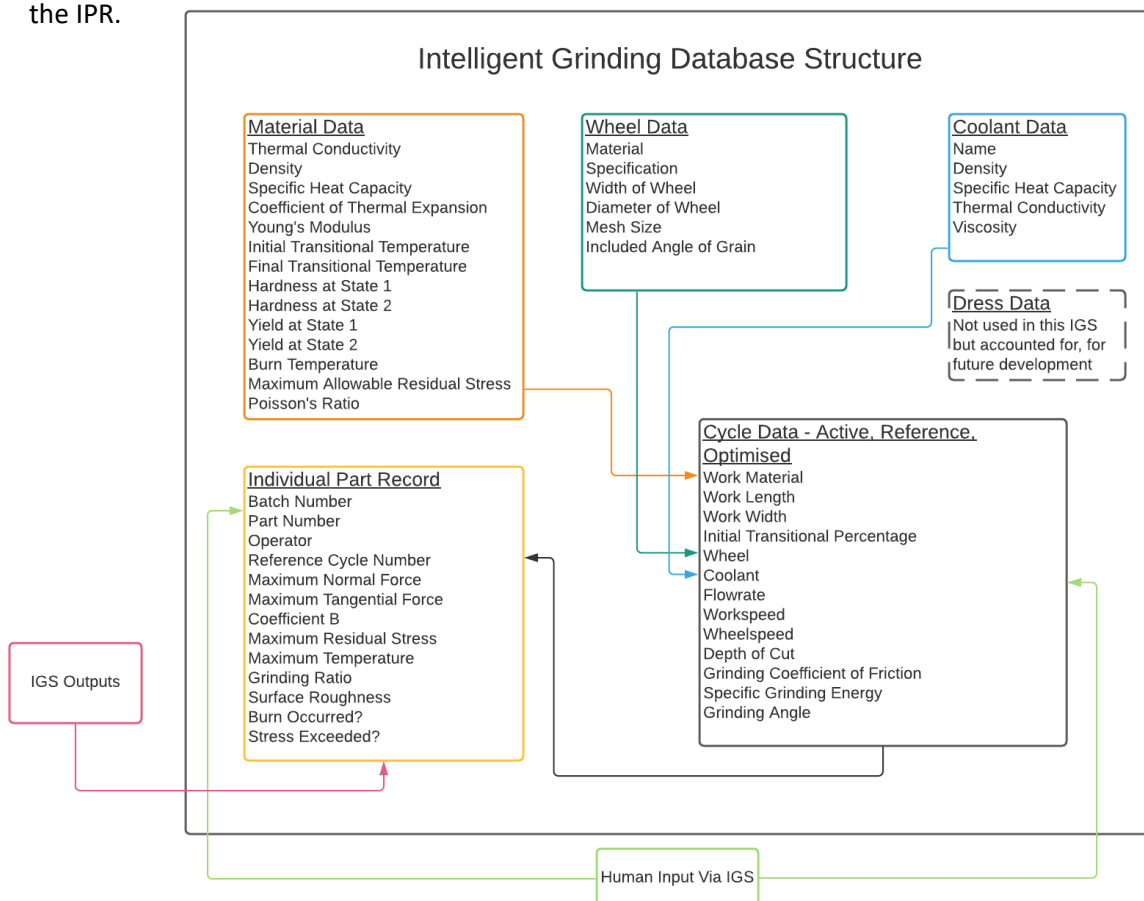 the IPR.
Intelligent Grinding Database Structure
Material Data
Thermal Conductivity
Density
Specific Heat Capacity
Coefficient of Thermal Expansion
Young's Modulus
Initial Transitional Temperature
Final Transitional Temperature
Hardness at State 1
Hardness at State 2
Yield at State 1
Yield at State 2
Burn Temperature
Maximum Allowable Residual Stress
Poisson's Ratio
Wheel Data
Material
Specification
Width of Wheel
Diameter of Wheel
Mesh Size
Included Angle of Grain
Coolant Data
Name
Density
Specific Heat Capacity
Thermal Conductivity
Viscosity
Dress Data
Not used in this IGS
but accounted for, for
future development
Individual Part Record
Batch Number
Part Number
Operator
Reference Cycle Number
Maximum Normal Force
Maximum Tangential Force
Coefficient B
Maximum Residual Stress
Maximum Temperature
Grinding Ratio
Surface Roughness
Burn Occurred?
Stress Exceeded?
Cycle Data - Active, Reference,
Optimised
Work Material
Work Length
Work Width
Initial Transitional Percentage
Wheel
Coolant
Flowrate
Workspeed
Wheelspeed
Depth of Cut
Grinding Coefficient of Friction
Specific Grinding Energy
Grinding Angle
IGS Outputs
Human Input Via IGS